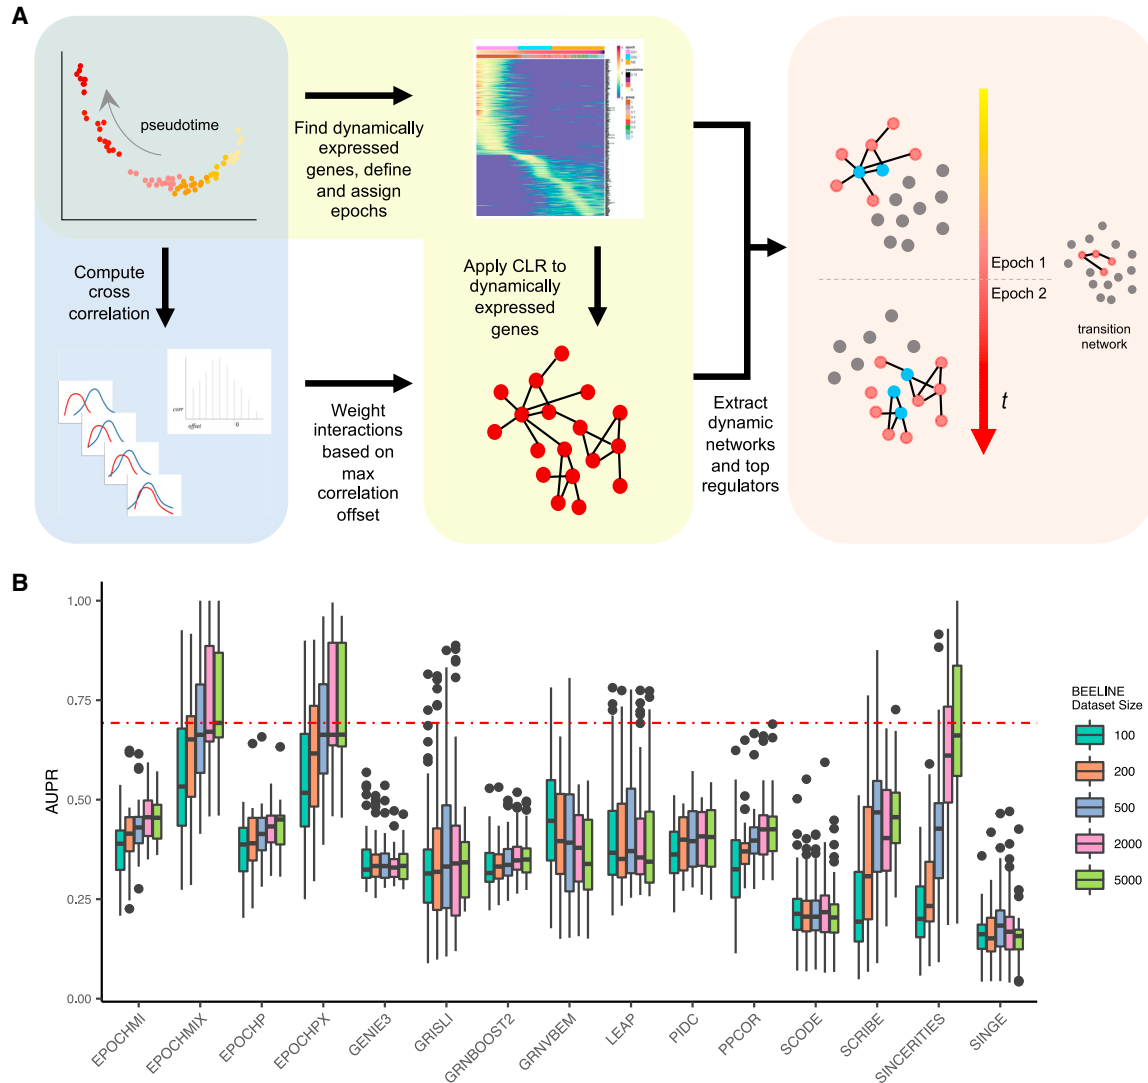 A
pseudotime
Find dynamically
expressed
genes, define
and assign
epochs
epoch
pseudotime
group
Compute
cross
correlation
Apply CLR to
dynamically
expressed
genes
corr
offset
0
Weight
interactions
based on
max
correlation
offset
Extract
dynamic
networks
and top
regulators
Epoch 1
Epoch 2
t
transition
network
B
AUPR
1.00
0.75
0.50
0.25
0.00
EPOCHMI
EPOCHMIX
EPOCHP
EPOCHPX
GENIE3
GRISLI
GRNBOOST2
GRNVBEM
LEAP
PIDC
PPCOR
SCODE
SCRIBE
SINCERITIES
SINGE
BEELINE
Dataset Size
100
200
500
2000
5000